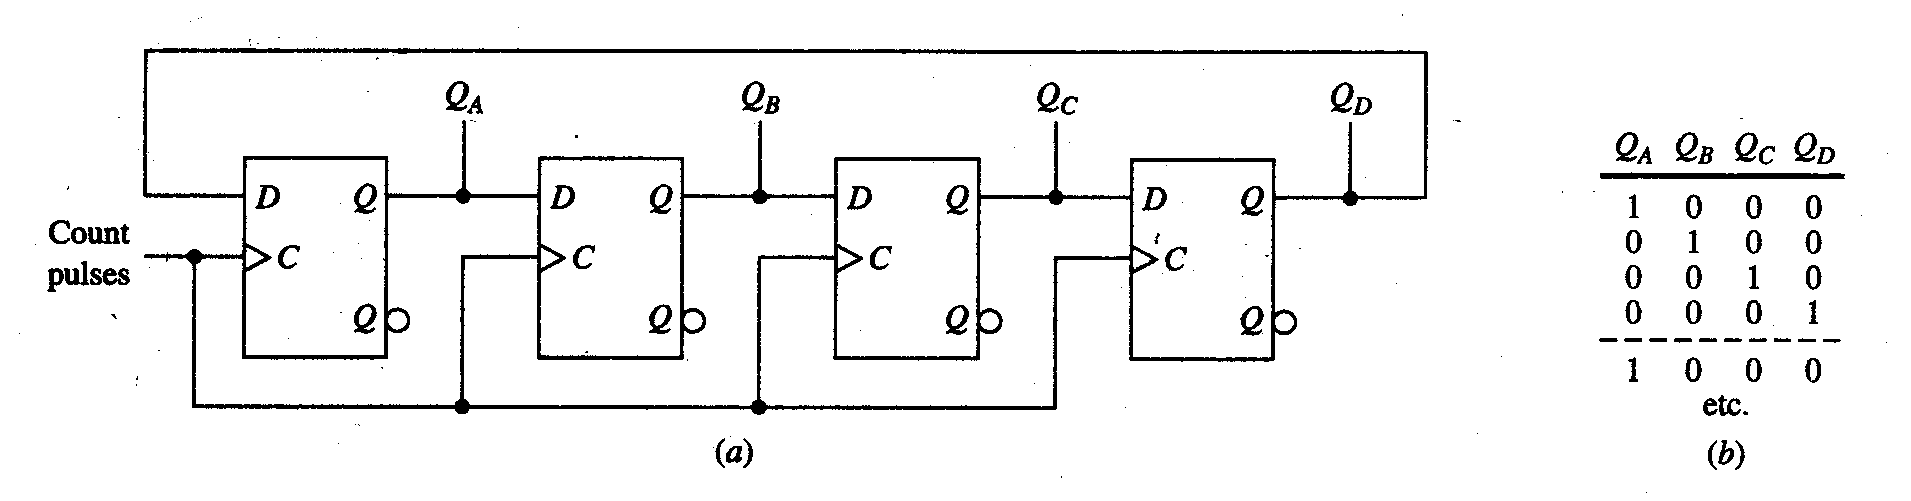 Q_A Q_B Q_C Q_D
D Q D Q D Q D Q
Count
pulses
C C C C
Q Q Q Q
(a)
Q_A Q_B Q_C Q_D
1 0 0 0
0 1 0 0
0 0 1 0
0 0 0 1
1 0 0 0
etc.
(b)